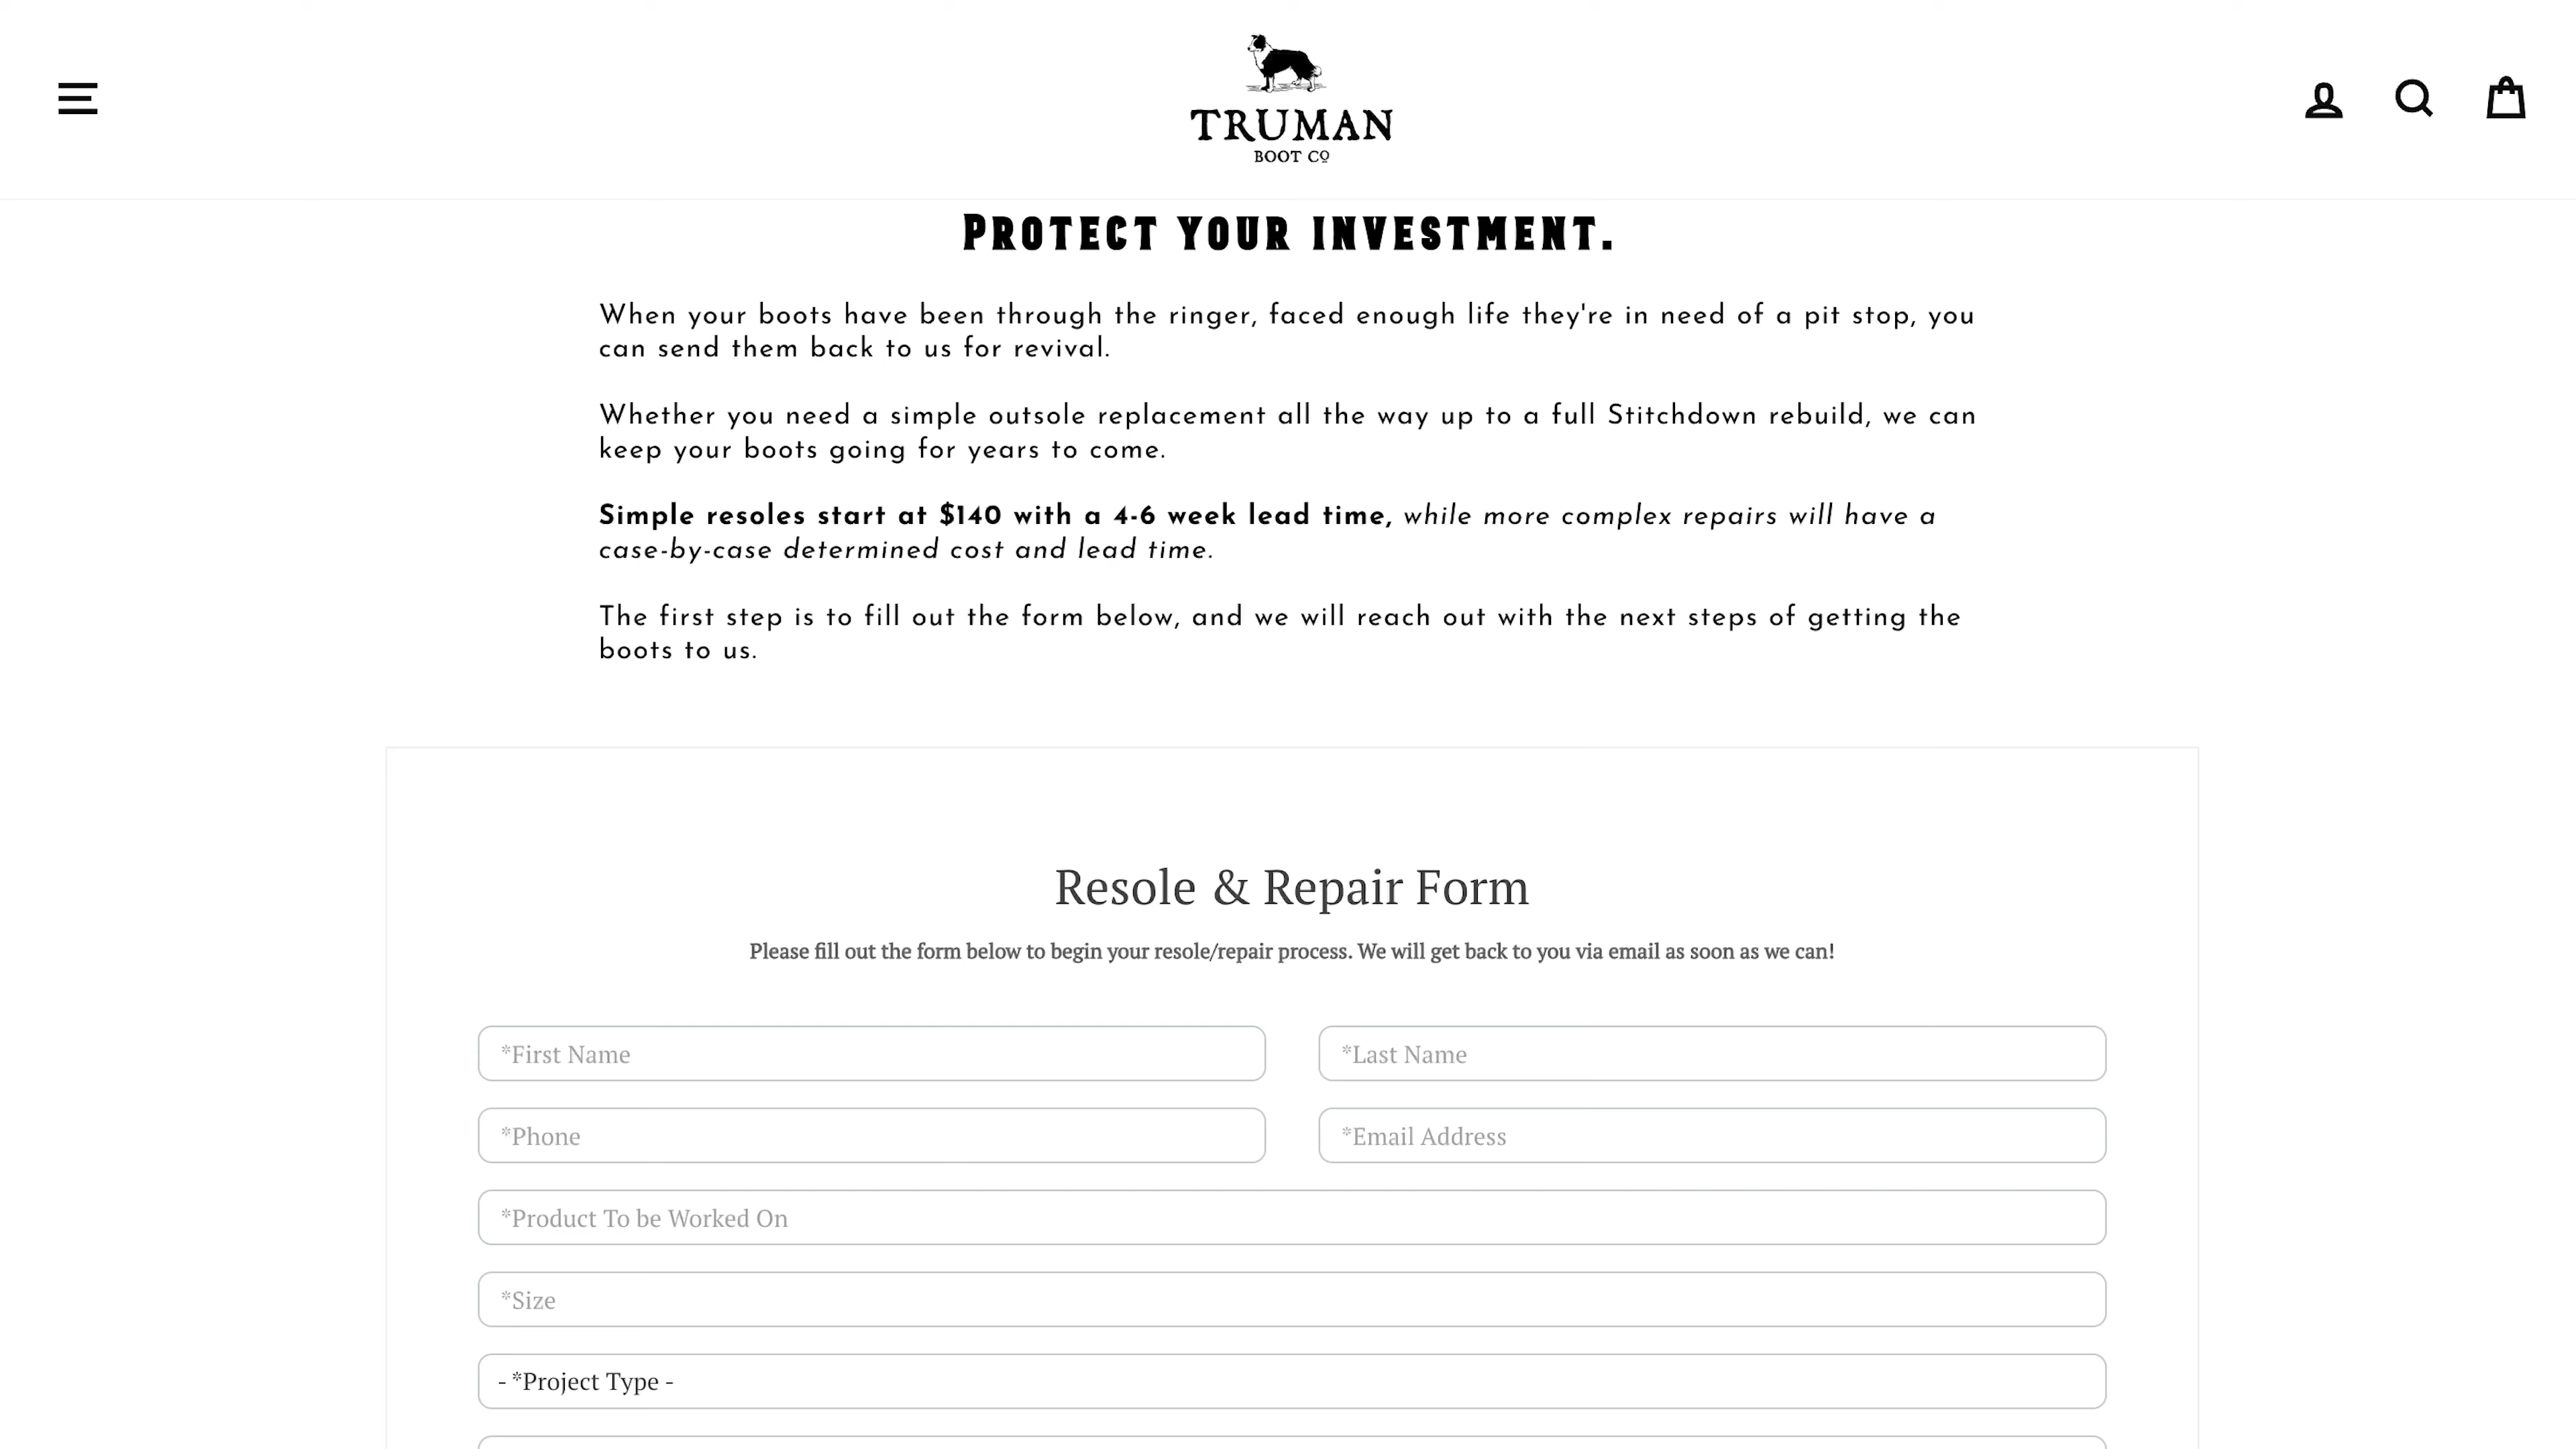 TRUMAN
BOOT CO
PROTECT YOUR INVESTMENT.
When your boots have been through the ringer, faced enough life they're in need of a pit stop, you
can send them back to us for revival.
Whether you need a simple outsole replacement all the way up to a full Stitchdown rebuild, we can
keep your boots going for years to come.
Simple resoles start at $140 with a 4-6 week lead time, while more complex repairs will have a
case-by-case determined cost and lead time.
The first step is to fill out the form below, and we will reach out with the next steps of getting the
boots to us.
Resole & Repair Form
Please fill out the form below to begin your resole/repair process. We will get back to you via email as soon as we can!
*First Name
*Last Name
*Phone
*Email Address
*Product To be Worked On
*Size
- *Project Type -